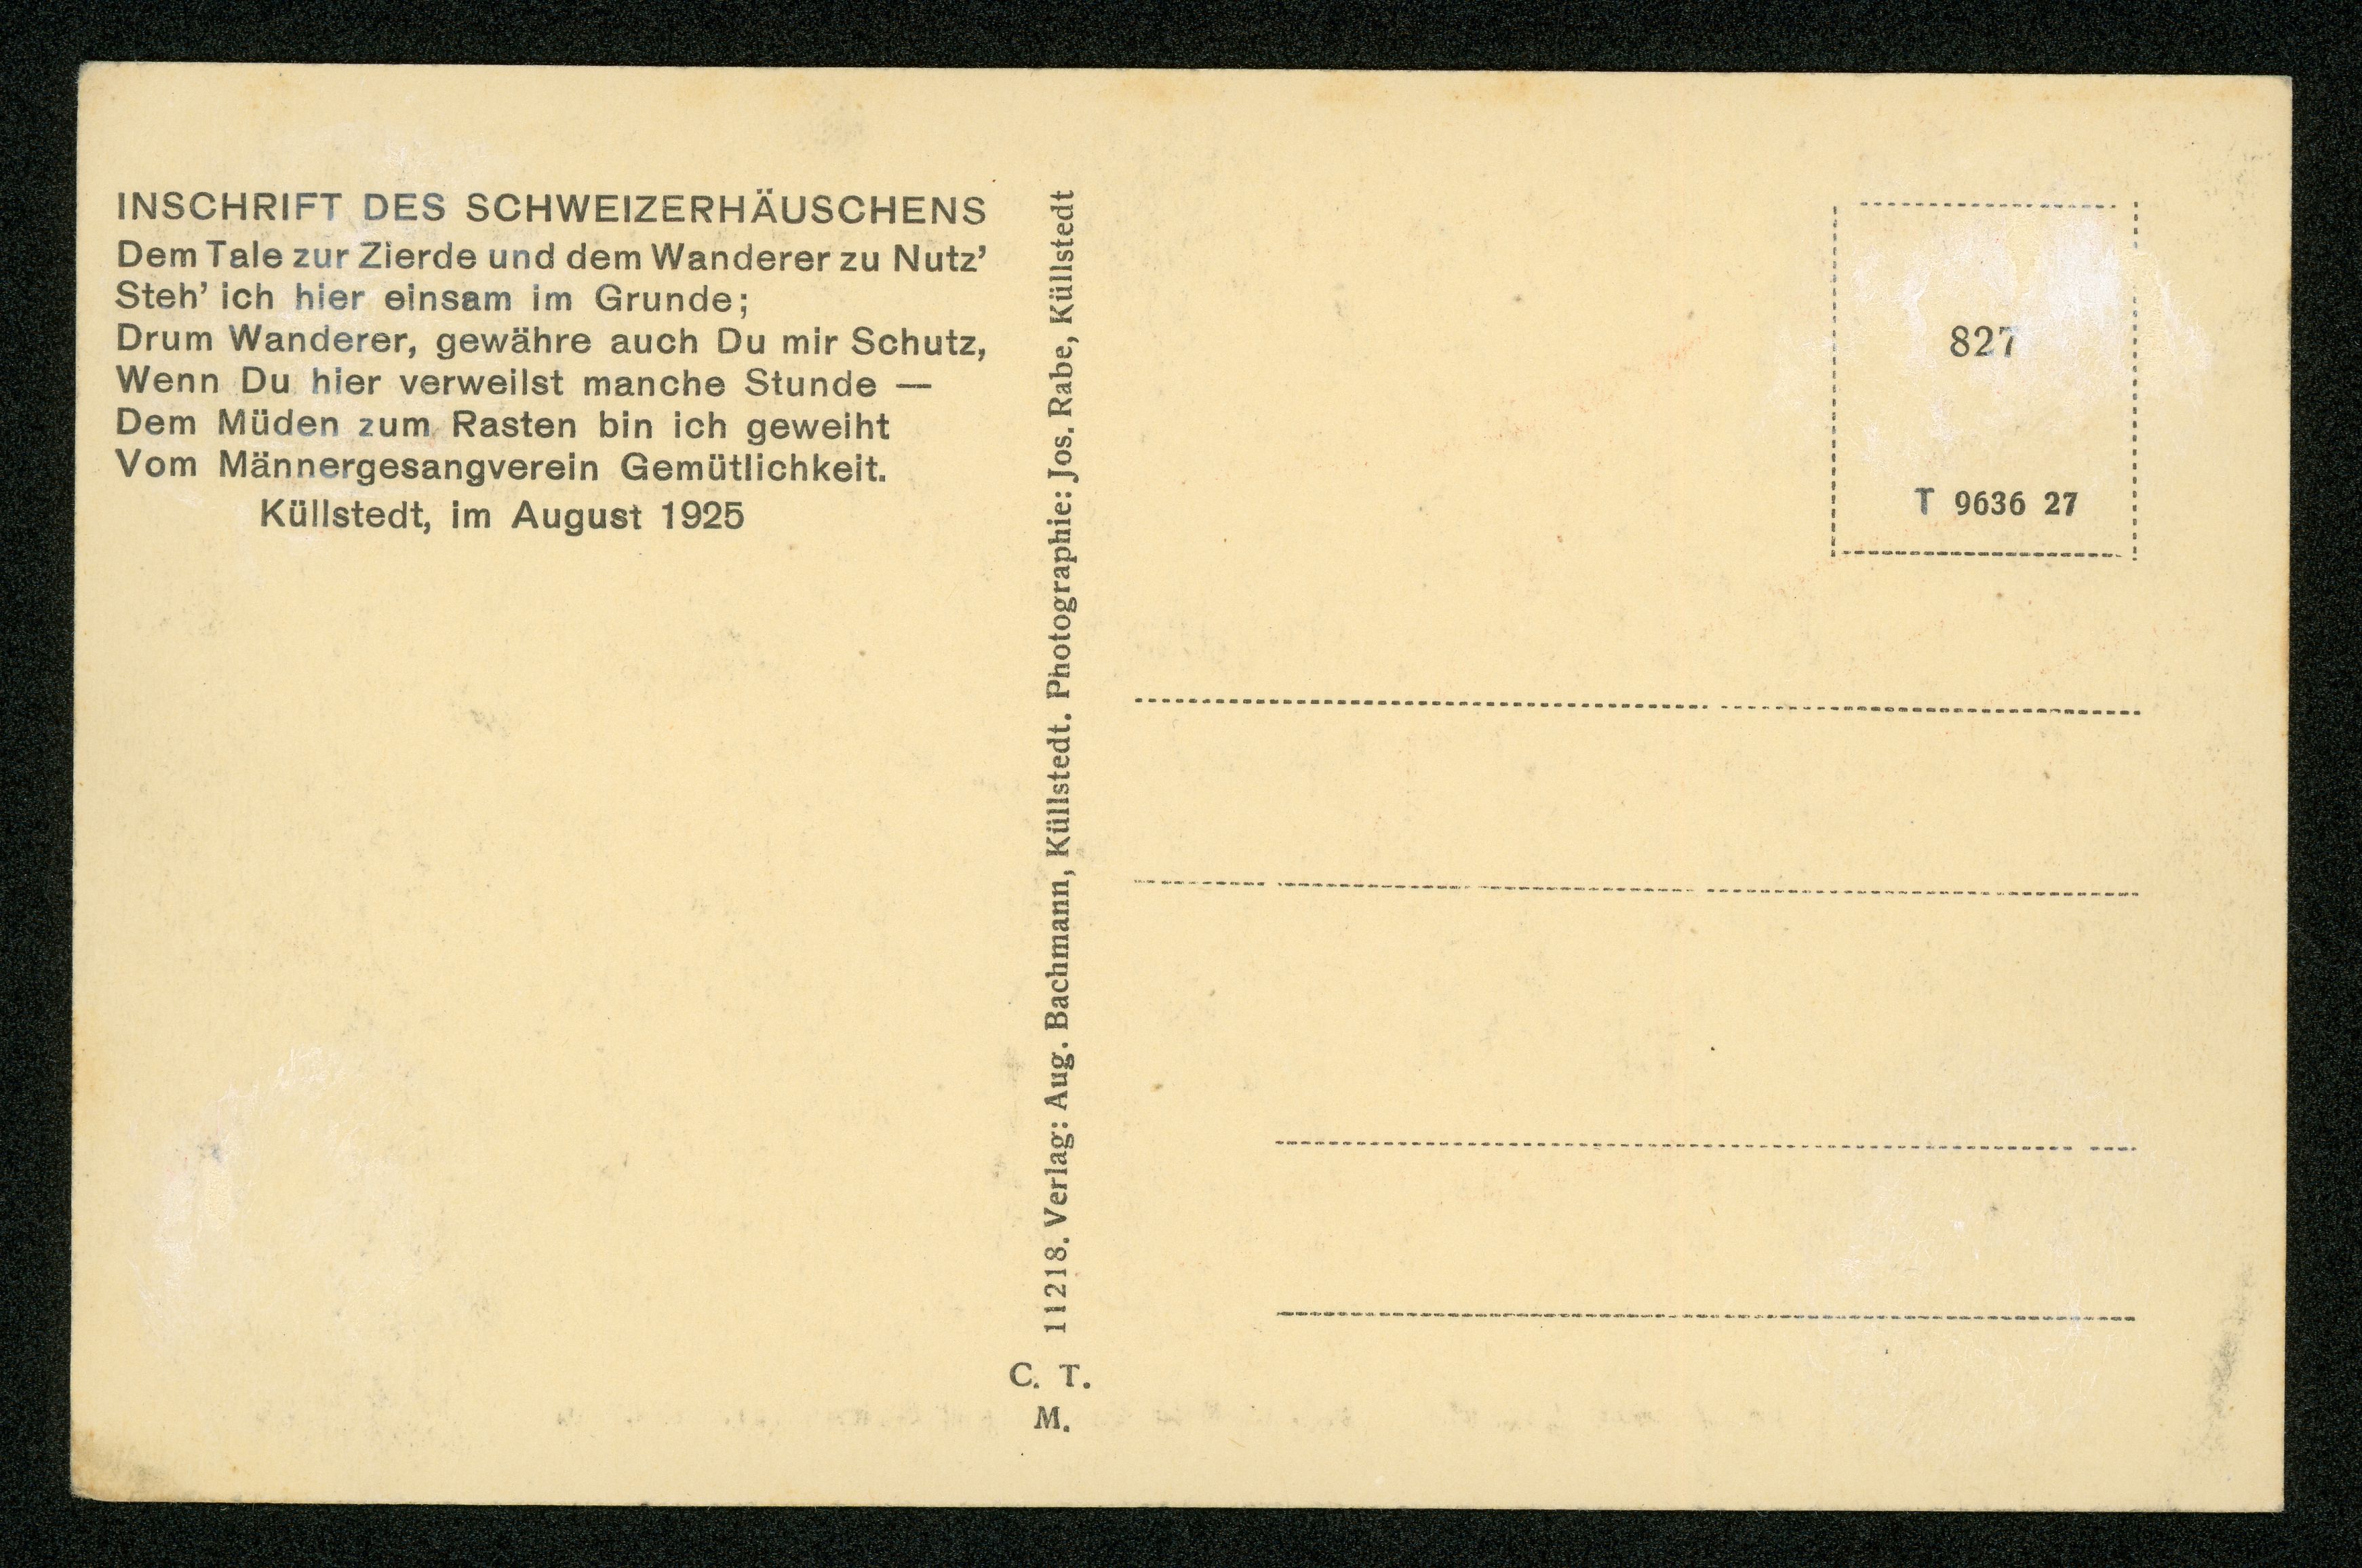 INSCHRIFT DES SCHWEIZERHÄUSCHENS
Dem Tale zur Zierde und dem Wanderer zu Nutz’
Steh’ ich hier einsam im Grunde;
Drum Wanderer, gewähre auch Du mir Schutz,
Wenn Du hier verweilst manche Stunde —
Dem Müden zum Rasten bin ich geweiht
Vom Männergesangverein Gemütlichkeit.
Küllstedt, im August 1925
11218. Verlag: Aug. Bachmann, Küllstedt. Photographie: Jos. Rabe, Küllstedt
C. T.
M.
827
T 9636 27